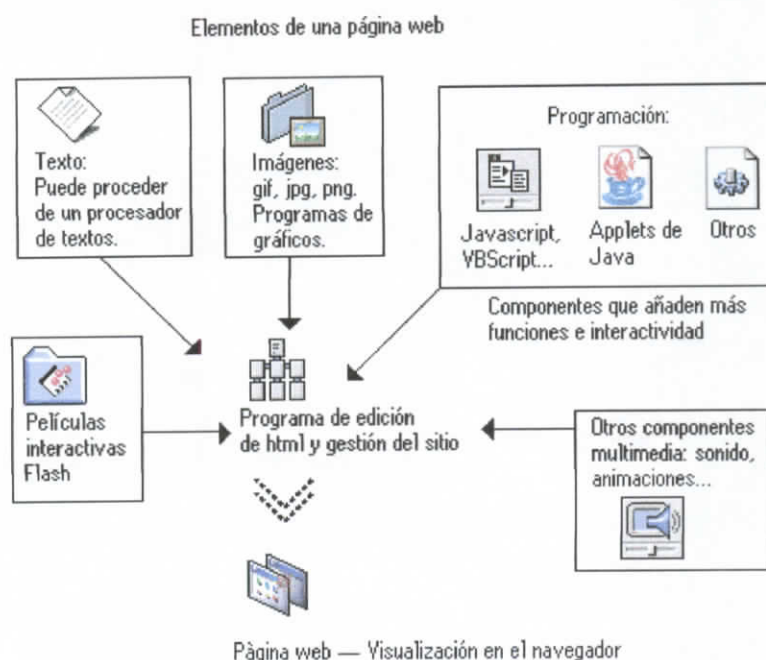 Elementos de una página web
Texto:
Puede proceder
de un procesador
de textos.
Imágenes:
gif, jpg, png.
Programas de
gráficos.
Programación:
Javascript,
VBScript...
Applets de
Java
Otros
Componentes que añaden más
funciones e interactividad
Películas
interactivas
Flash
Programa de edición
de html y gestión del sitio
Otros componentes
multimedia: sonido,
animaciones...
Pàgina web — Visualización en el navegador